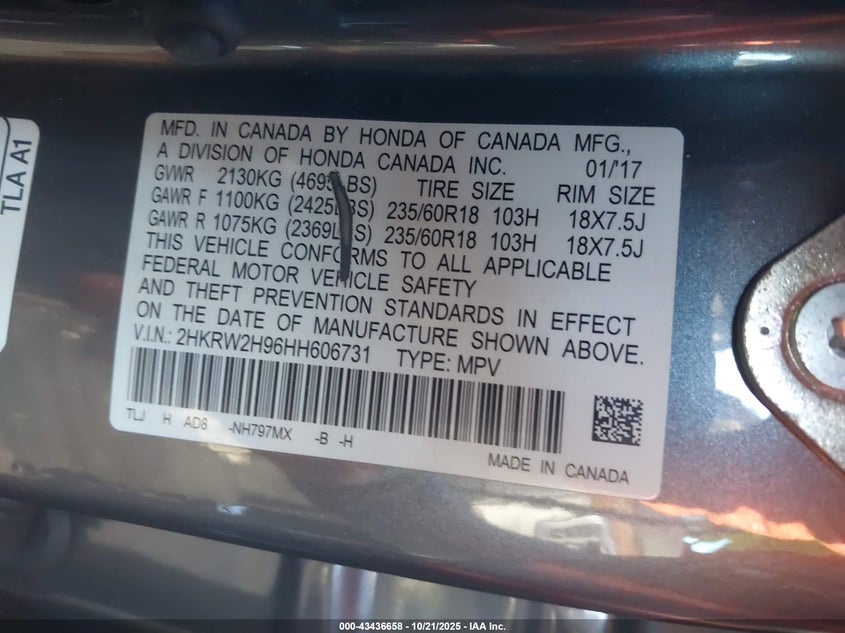 TLA A1
MFD. IN CANADA BY HONDA OF CANADA MFG.,
A DIVISION OF HONDA CANADA INC. 01/'17
GVWR 2130KG TIRE SIZE RIM SIZE
GAWR F 1100KG 235/60R18 103H 18X7.5J
GAWR R 1075KG 235/60R18 103H 18X7.5J
THIS VEHICLE CONFORMS TO ALL APPLICABLE
FEDERAL MOTOR VEHICLE SAFETY
AND THEFT PREVENTION STANDARDS IN EFFECT
ON THE DATE OF MANUFACTURE SHOWN ABOVE.
V.I.N.: 2HKRW2H96HH606731 TYPE: MPV
TLJ H AD8 -NH797MX -B -H
MADE IN CANADA
000-43436658 - 10/21/2025 - IAA Inc.